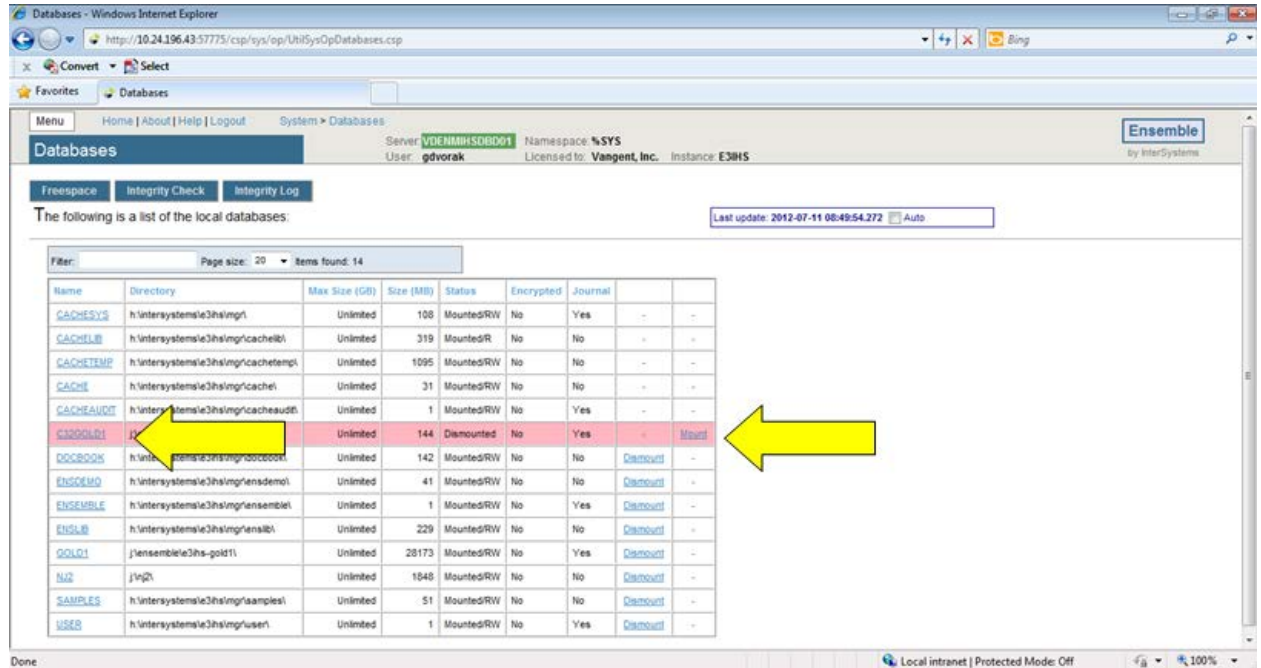 Databases - Windows Internet Explorer
http://10.24.196.43:57775/csp/sys/op/UtilSysOpDatabases.csp
Bing
x Convert Select
Favorites Databases
Menu Home | About | Help | Logout System > Databases
Databases
Server: VDENMIHSDBD01 Namespace: %SYS
User: gdvorak Licensed to: Vangent, Inc. Instance: E3IHS
Ensemble
by InterSystems
Freespace Integrity Check Integrity Log
The following is a list of the local databases:
Last update: 2012-07-11 08:49:54.272 Auto
Filter: Page size: 20 Items found: 14
Name Directory Max Size (GB) Size (MB) Status Encrypted Journal
CACHESYS h:\intersystems\e3ihs\mgr\ Unlimited 108 Mounted/RW No Yes - -
CACHELIB h:\intersystems\e3ihs\mgr\cachelib\ Unlimited 319 Mounted/R No No - -
CACHETEMP h:\intersystems\e3ihs\mgr\cachetemp\ Unlimited 1095 Mounted/RW No No - -
CACHE h:\intersystems\e3ihs\mgr\cache\ Unlimited 31 Mounted/RW No No - -
CACHEAUDIT h:\intersystems\e3ihs\mgr\cacheaudit\ Unlimited 1 Mounted/RW No Yes - -
C32GOLD1 Unlimited 144 Dismounted No Yes - Mount
DOCBOOK h:\intersystems\e3ihs\mgr\docbook\ Unlimited 142 Mounted/RW No No Dismount -
ENSDEMO h:\intersystems\e3ihs\mgr\ensdemo\ Unlimited 41 Mounted/RW No No Dismount -
ENSEMBLE h:\intersystems\e3ihs\mgr\ensemble\ Unlimited 1 Mounted/RW No Yes Dismount -
ENSLIB h:\intersystems\e3ihs\mgr\enslib\ Unlimited 229 Mounted/RW No No Dismount -
GOLD1 j:\ensemble\e3ihs-gold1\ Unlimited 28173 Mounted/RW No Yes Dismount -
NJ2 j:\nj2\ Unlimited 1848 Mounted/RW No No Dismount -
SAMPLES h:\intersystems\e3ihs\mgr\samples\ Unlimited 51 Mounted/RW No No Dismount -
USER h:\intersystems\e3ihs\mgr\user\ Unlimited 1 Mounted/RW No Yes Dismount -
Done Local intranet | Protected Mode: Off 100%